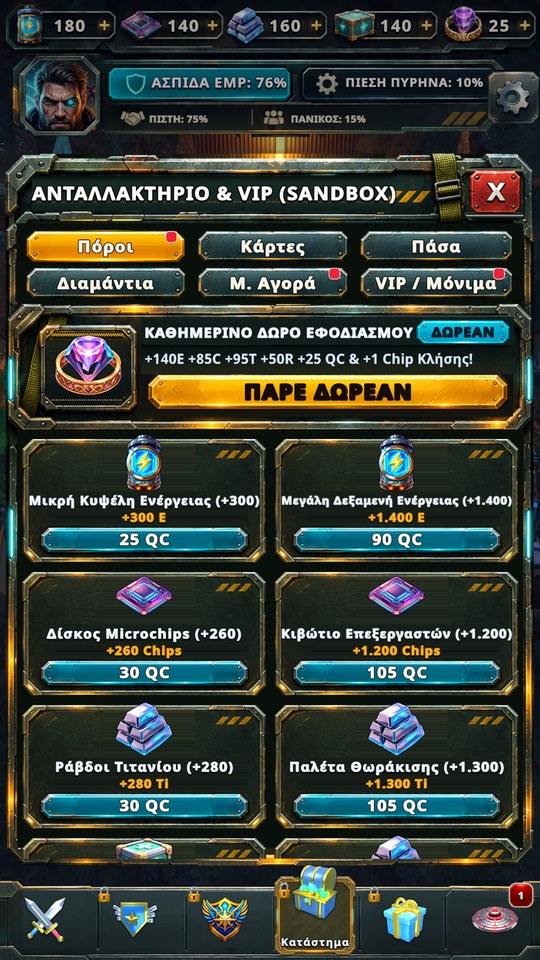 180 + 140 + 160 + 140 + 25 +
ΑΣΠΙΔΑ EMP: 76% ΠΙΕΣΗ ΠΥΡΗΝΑ: 10%
ΠΙΣΤΗ: 75% ΠΑΝΙΚΟΣ: 15%
ΑΝΤΑΛΛΑΚΤΗΡΙΟ & VIP (SANDBOX) X
Πόροι Κάρτες Πάσα
Διαμάντια Μ. Αγορά VIP / Μόνιμα
ΚΑΘΗΜΕΡΙΝΟ ΔΩΡΟ ΕΦΟΔΙΑΣΜΟΥ ΔΩΡΕΑΝ
+140E +85C +95T +50R +25 QC & +1 Chip Κλήσης!
ΠΑΡΕ ΔΩΡΕΑΝ
Μικρή Κυψέλη Ενέργειας (+300) Μεγάλη Δεξαμενή Ενέργειας (+1.400)
+300 E +1.400 E
25 QC 90 QC
Δίσκος Microchips (+260) Κιβώτιο Επεξεργαστών (+1.200)
+260 Chips +1.200 Chips
30 QC 105 QC
Ράβδοι Τιτανίου (+280) Παλέτα Θωράκισης (+1.300)
+280 Ti +1.300 Ti
30 QC 105 QC
1
Κατάστημα